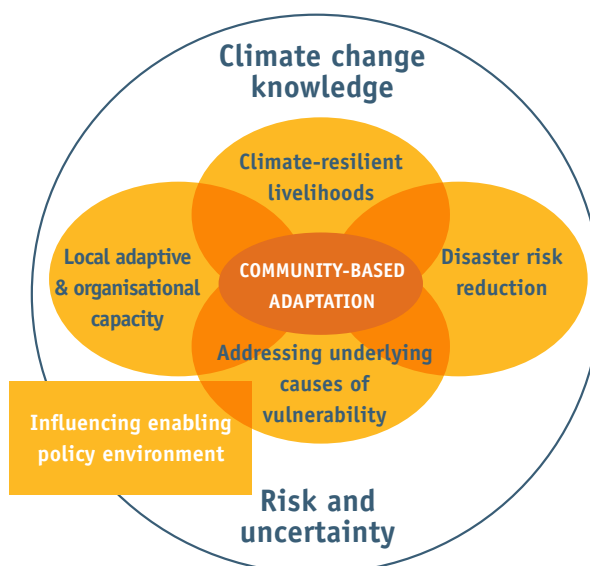 Climate change
knowledge
Climate-resilient
livelihoods
Local adaptive
& organisational
capacity
COMMUNITY-BASED
ADAPTATION
Disaster risk
reduction
Addressing underlying
causes of
vulnerability
Influencing enabling
policy environment
Risk and
uncertainty